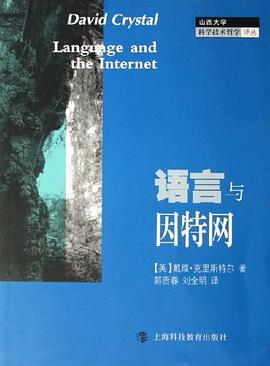 David Crystal
Language and
the Internet
山西大学
科学技术哲学 译丛
语言与
因特网
【英】戴维·克里斯特尔 著
郭贵春 刘全明 译
上海科技教育出版社